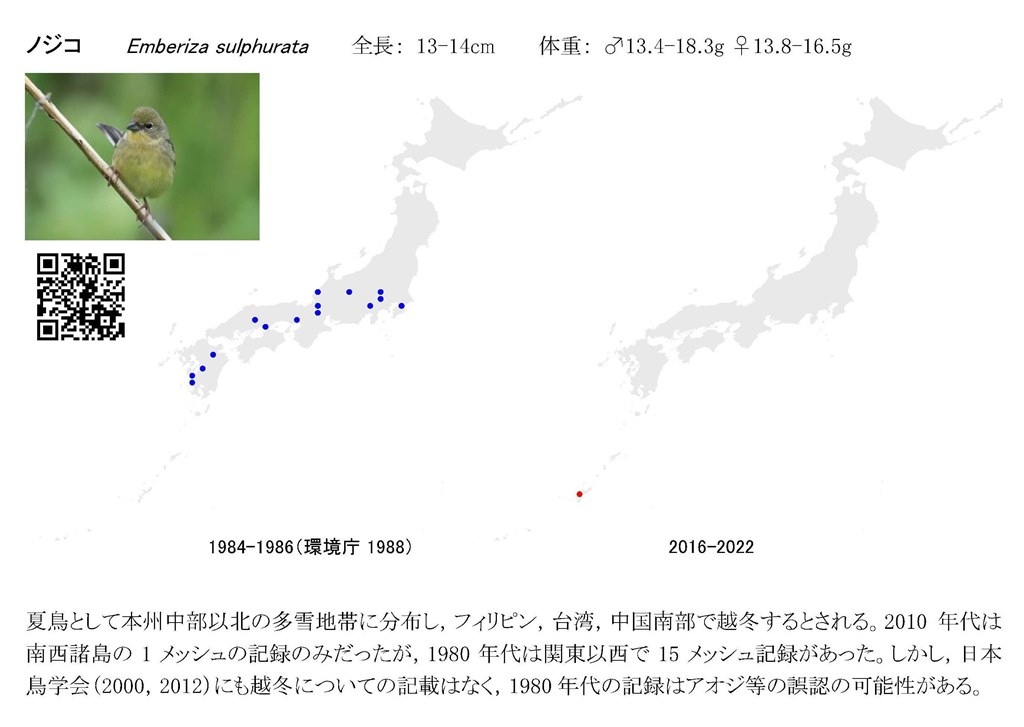 ノジコ Emberiza sulphurata 全長: 13-14cm 体重: ♂13.4-18.3g ♀13.8-16.5g
1984-1986(環境庁 1988)
2016-2022
夏鳥として本州中部以北の多雪地帯に分布し,フィリピン,台湾,中国南部で越冬するとされる。2010 年代は
南西諸島の 1 メッシュの記録のみだったが,1980 年代は関東以西で 15 メッシュ記録があった。しかし,日本
鳥学会(2000, 2012)にも越冬についての記載はなく,1980 年代の記録はアオジ等の誤認の可能性がある。